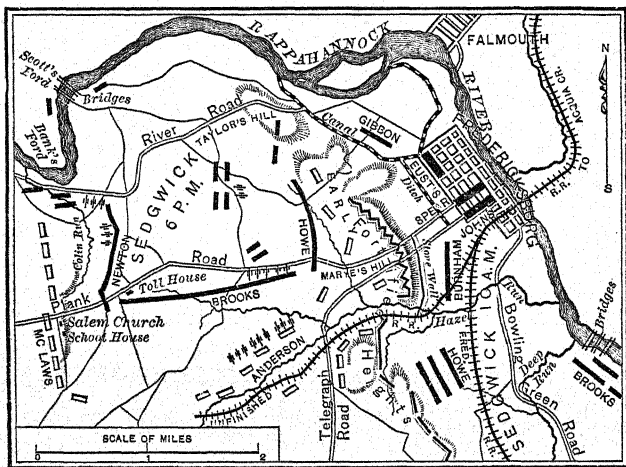 RAPPAHANNOCK
RIVER
FALMOUTH
N
S
Scott's
Ford
Bridges
Bank's
Ford
River Road
TAYLOR'S HILL
Canal
GIBBON
AQUIA CR.
R.R. TO
FREDERICKSBURG
EUSTIS
Ditch
SPEAR
JOHNS
SEDGWICK
6 P.M.
EARLY
HOWE
NEWTON
Colin Run
Plank Road
Toll House
BROOKS
MARYE'S HILL
Stone Wall
BURNHAM
Salem Church
School House
MC LAWS
ANDERSON
UNFINISHED
R.R.
Hazel Run
Heights
Telegraph
Road
FRED.
HOWE
SEDGWICK 10 A.M.
R.R.
Bowling Green Road
Deep
Run
Bridges
BROOKS
SCALE OF MILES
0 1 2